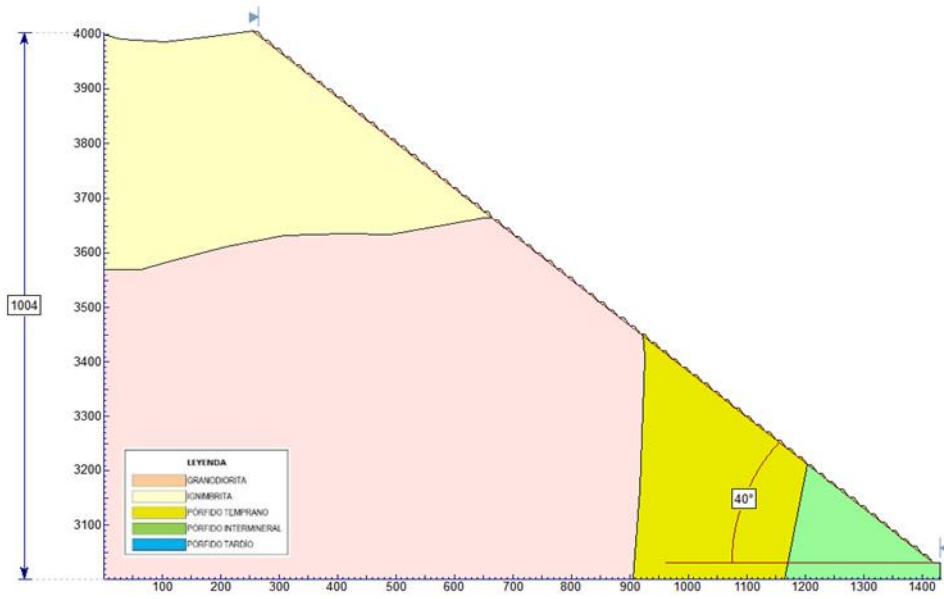 4000
3900
3800
3700
3600
3500
3400
3300
3200
3100
1004
40°
LEYENDA
GRANODIORITA
IGNIMBRITA
PÓRFIDO TEMPRANO
PÓRFIDO INTERMINERAL
PÓRFIDO TARDÍO
0 100 200 300 400 500 600 700 800 900 1000 1100 1200 1300 1400